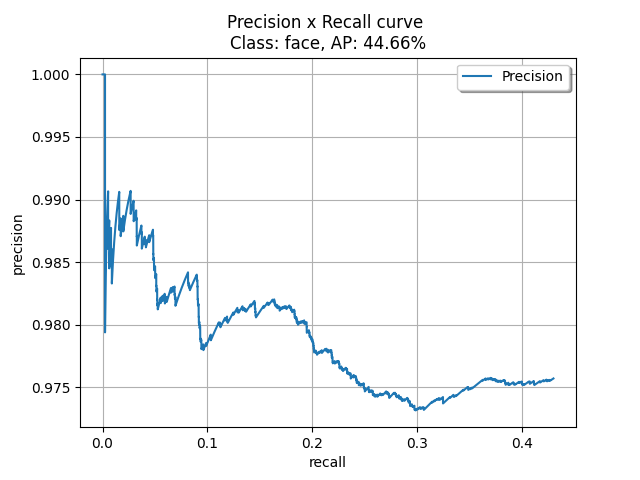 Precision x Recall curve
Class: face, AP: 44.66%
Precision
1.000
0.995
0.990
0.985
0.980
0.975
precision
0.0 0.1 0.2 0.3 0.4
recall